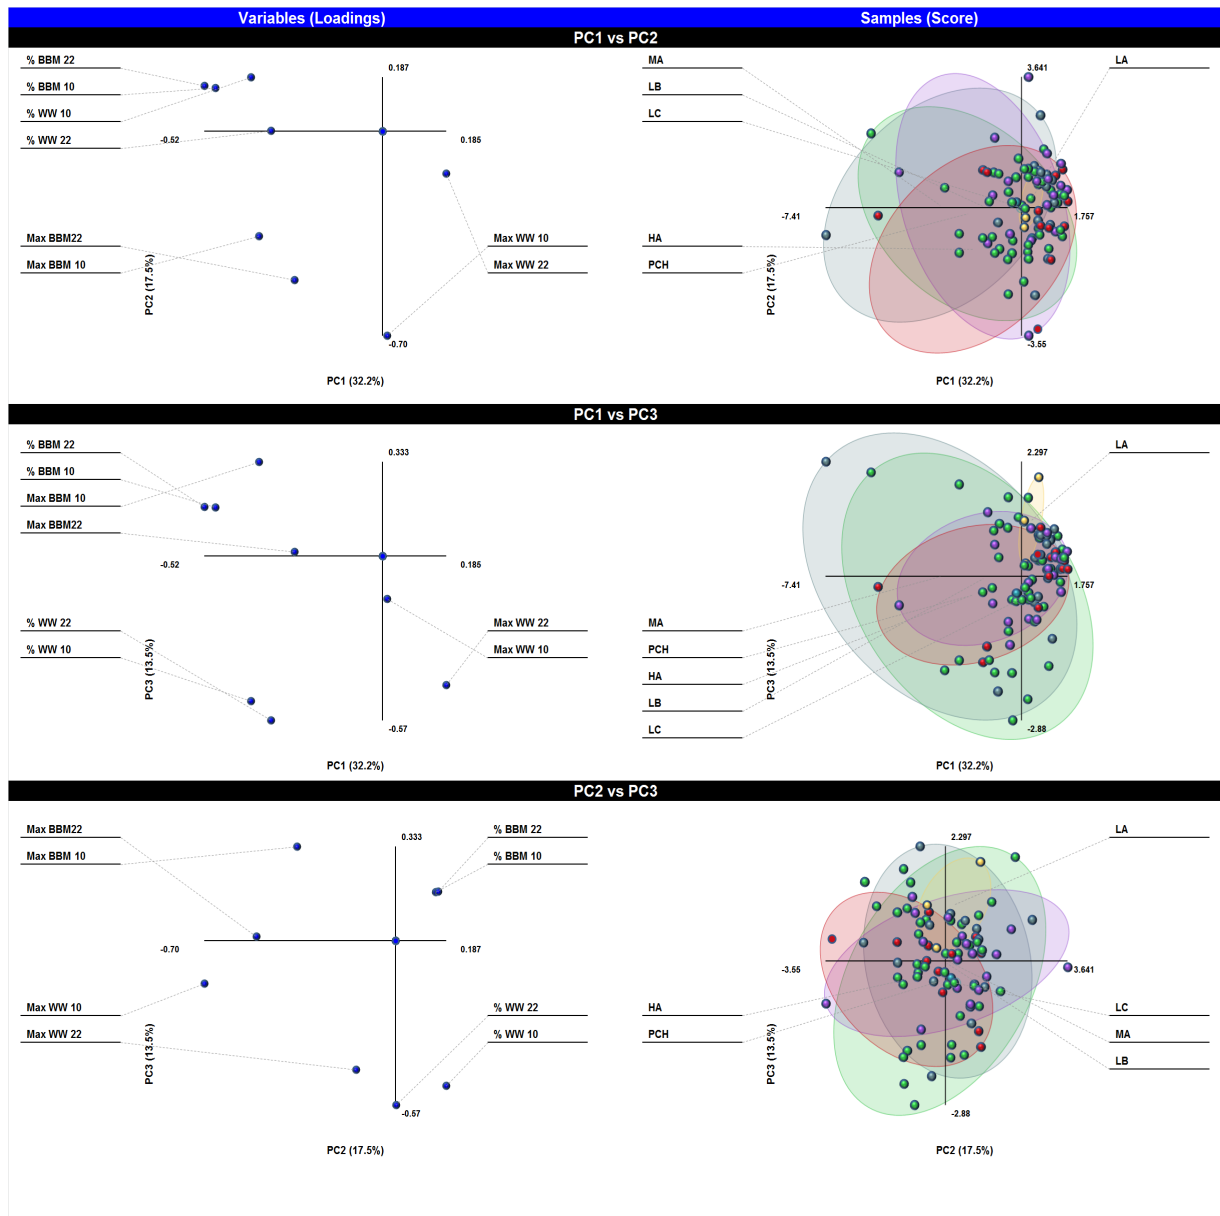 Variables (Loadings)
Samples (Score)
PC1 vs PC2
% BBM 22
% BBM 10
% WW 10
% WW 22
Max BBM22
Max BBM 10
Max WW 10
Max WW 22
0.187
-0.52
0.185
-0.70
PC2 (17.5%)
PC1 (32.2%)
MA
LB
LC
HA
PCH
LA
3.641
-7.41
1.757
-3.55
PC2 (17.5%)
PC1 (32.2%)
PC1 vs PC3
% BBM 22
% BBM 10
Max BBM 10
Max BBM22
% WW 22
% WW 10
Max WW 22
Max WW 10
0.333
-0.52
0.185
-0.57
PC3 (13.5%)
PC1 (32.2%)
LA
MA
PCH
HA
LB
LC
2.297
-7.41
1.757
-2.88
PC3 (13.5%)
PC1 (32.2%)
PC2 vs PC3
Max BBM22
Max BBM 10
Max WW 10
Max WW 22
% BBM 22
% BBM 10
% WW 22
% WW 10
0.333
-0.70
0.187
-0.57
PC3 (13.5%)
PC2 (17.5%)
LA
HA
PCH
LC
MA
LB
2.297
-3.55
3.641
-2.88
PC3 (13.5%)
PC2 (17.5%)